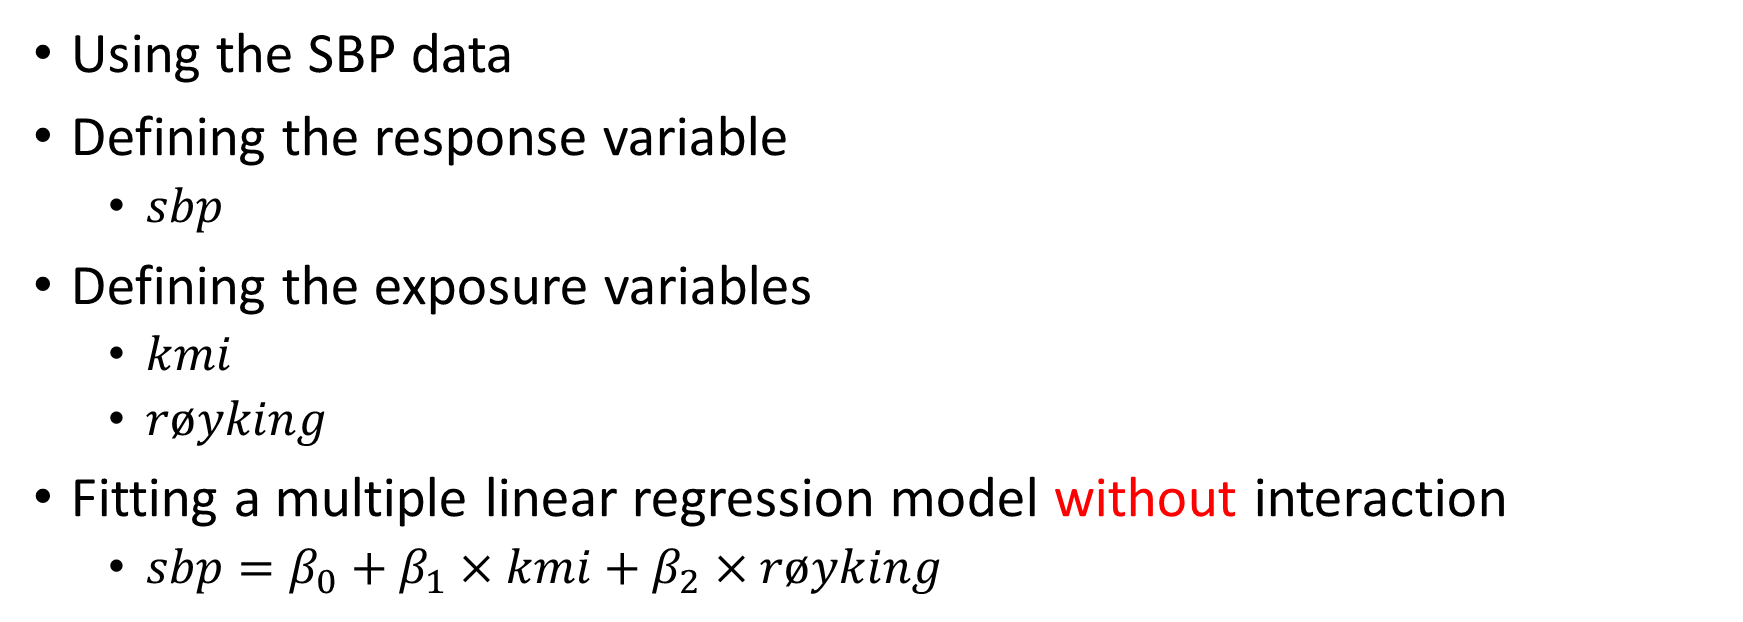 • Using the SBP data
• Defining the response variable
• sbp
• Defining the exposure variables
• kmi
• røyking
• Fitting a multiple linear regression model without interaction
• sbp = β₀ + β₁ × kmi + β₂ × røyking